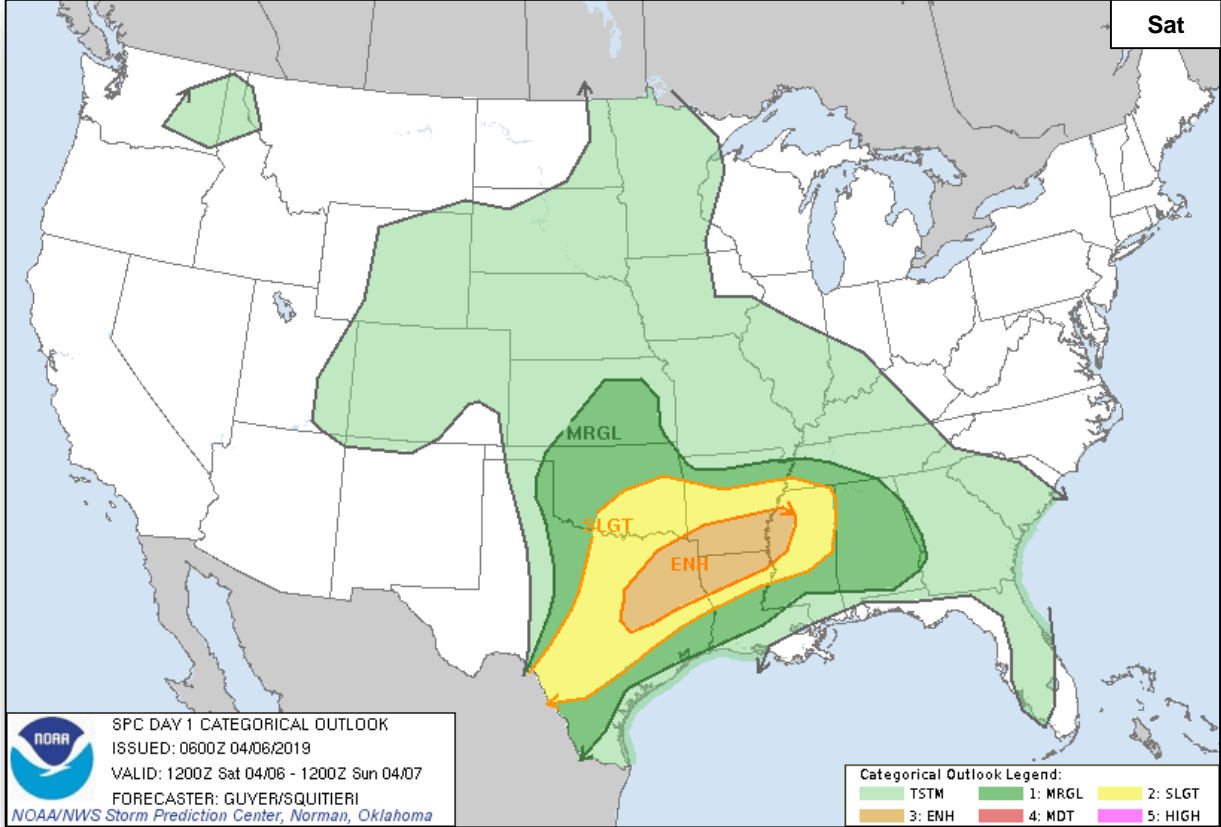 Sat
MRGL
SLGT
ENH
NOAA
SPC DAY 1 CATEGORICAL OUTLOOK
ISSUED: 0600Z 04/06/2019
VALID: 1200Z Sat 04/06 - 1200Z Sun 04/07
FORECASTER: GUYER/SQUITIERI
NOAA/NWS Storm Prediction Center, Norman, Oklahoma
Categorical Outlook Legend:
TSTM 1: MRGL 2: SLGT
3: ENH 4: MDT 5: HIGH